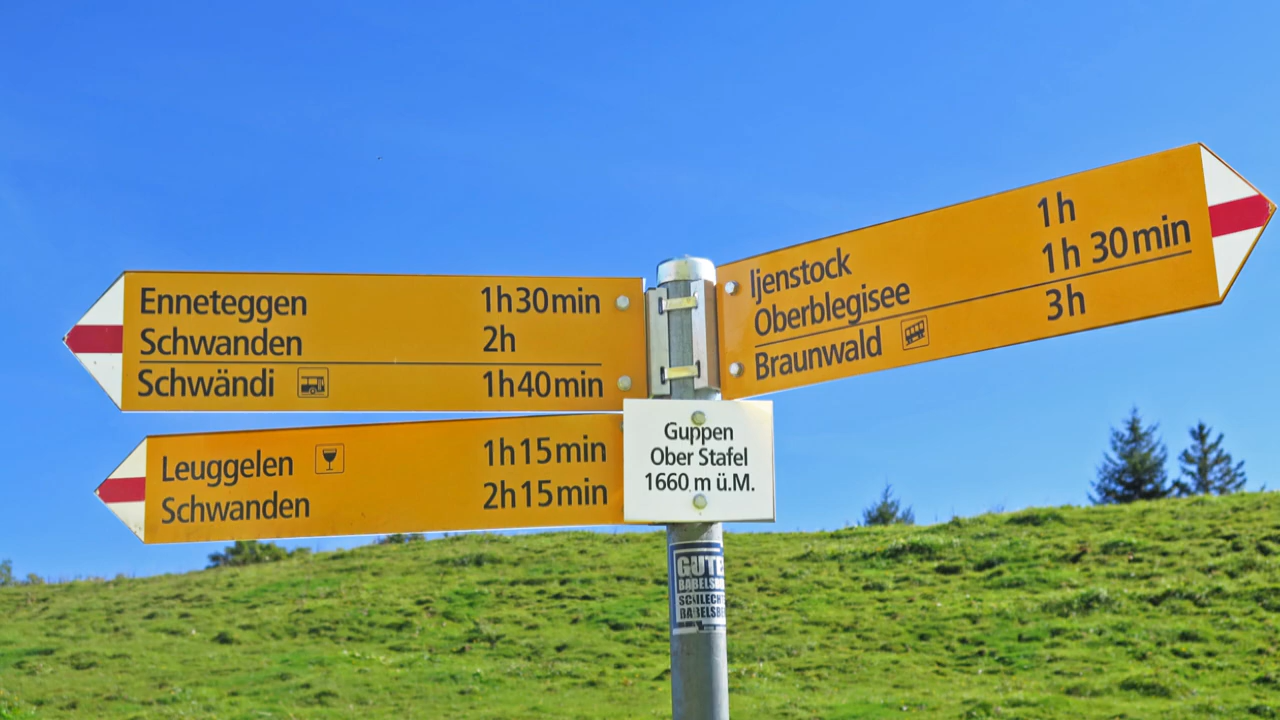 Enneteggen 1h30min
Schwanden 2h
Schwändi 1h40min
Leuggelen 1h15min
Schwanden 2h15min
Ijenstock 1h
Oberblegisee 1h 30min
Braunwald 3h
Guppen
Ober Stafel
1660 m ü.M.
GUTE